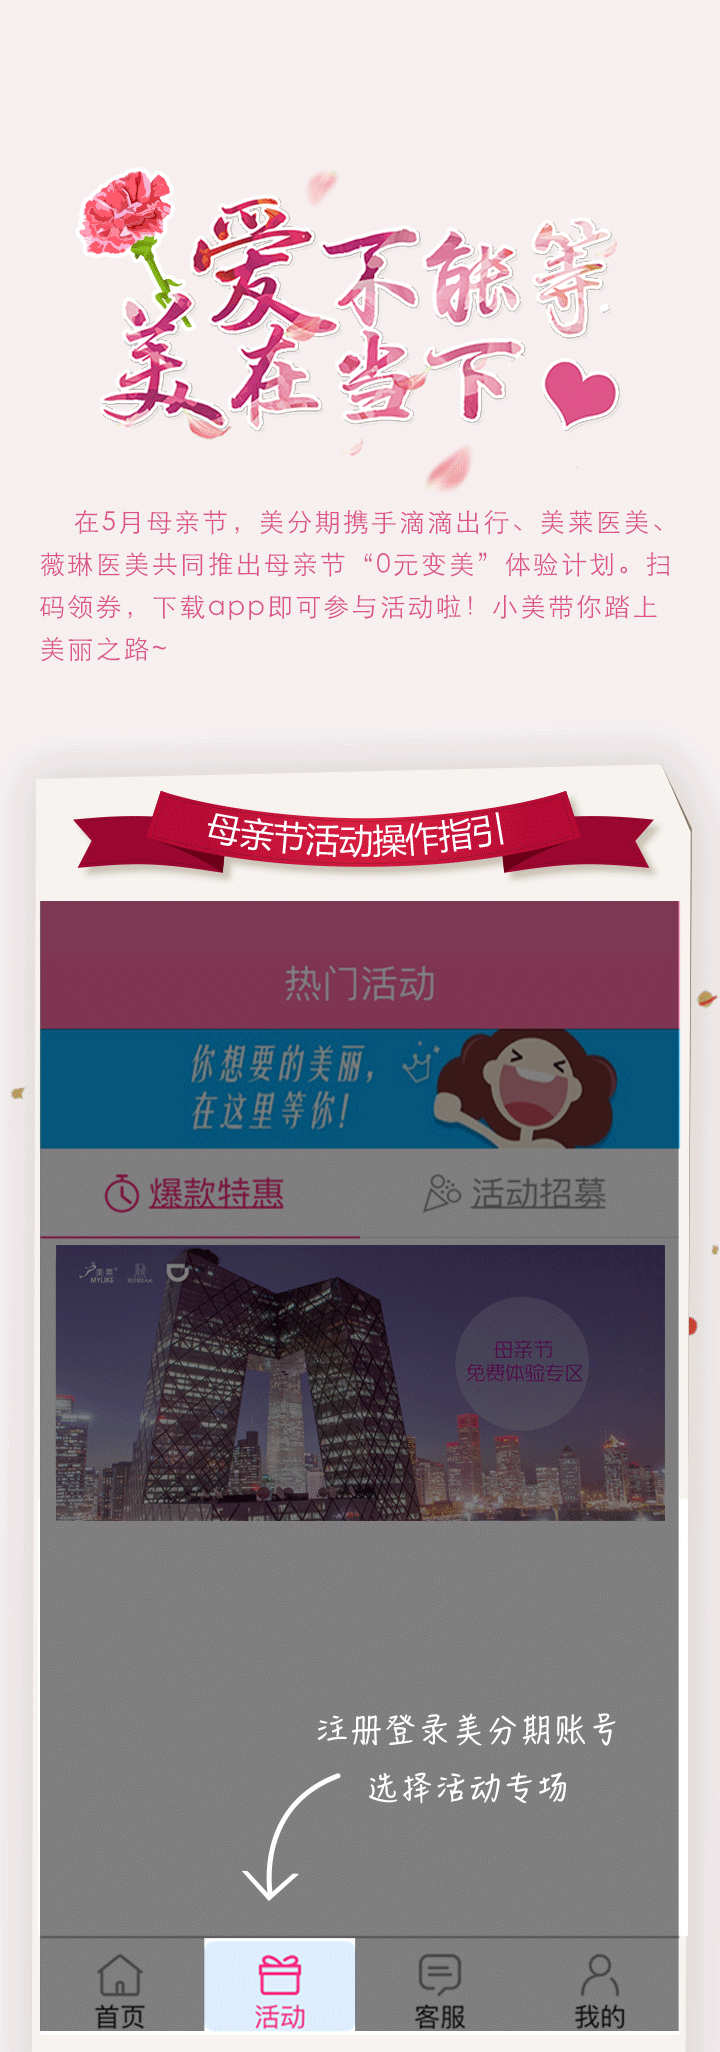 爱不能等
美在当下
在5月母亲节，美分期携手滴滴出行、美莱医美、
薇琳医美共同推出母亲节“0元变美”体验计划。扫
码领券，下载app即可参与活动啦！小美带你踏上
美丽之路~
母亲节活动操作指引
热门活动
你想要的美丽，
在这里等你！
爆款特惠 活动招募
美莱
MYLIKE
母亲节
免费体验专区
注册登录美分期账号
选择活动专场
首页 活动 客服 我的